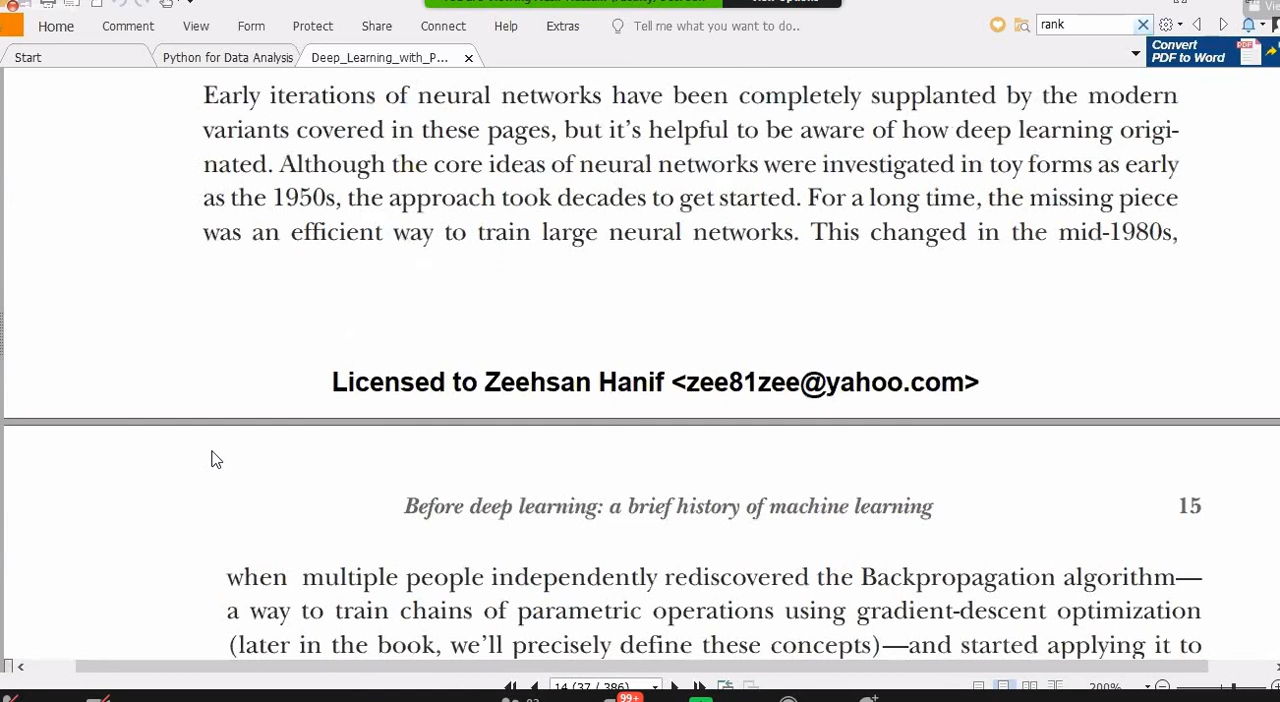 rank
Home Comment View Form Protect Share Connect Help Extras Tell me what you want to do..
Start Python for Data Analysis Deep_Learning_with_P... Convert
PDF to Word
Early iterations of neural networks have been completely supplanted by the modern
variants covered in these pages, but it's helpful to be aware of how deep learning origi-
nated. Although the core ideas of neural networks were investigated in toy forms as early
as the 1950s, the approach took decades to get started. For a long time, the missing piece
was an efficient way to train large neural networks. This changed in the mid-1980s,
Licensed to Zeehsan Hanif <zee81zee@yahoo.com>
Before deep learning: a brief history of machine learning 15
when multiple people independently rediscovered the Backpropagation algorithm—
a way to train chains of parametric operations using gradient-descent optimization
(later in the book, we'll precisely define these concepts)—and started applying it to
14 (37 / 386) 200%
99+